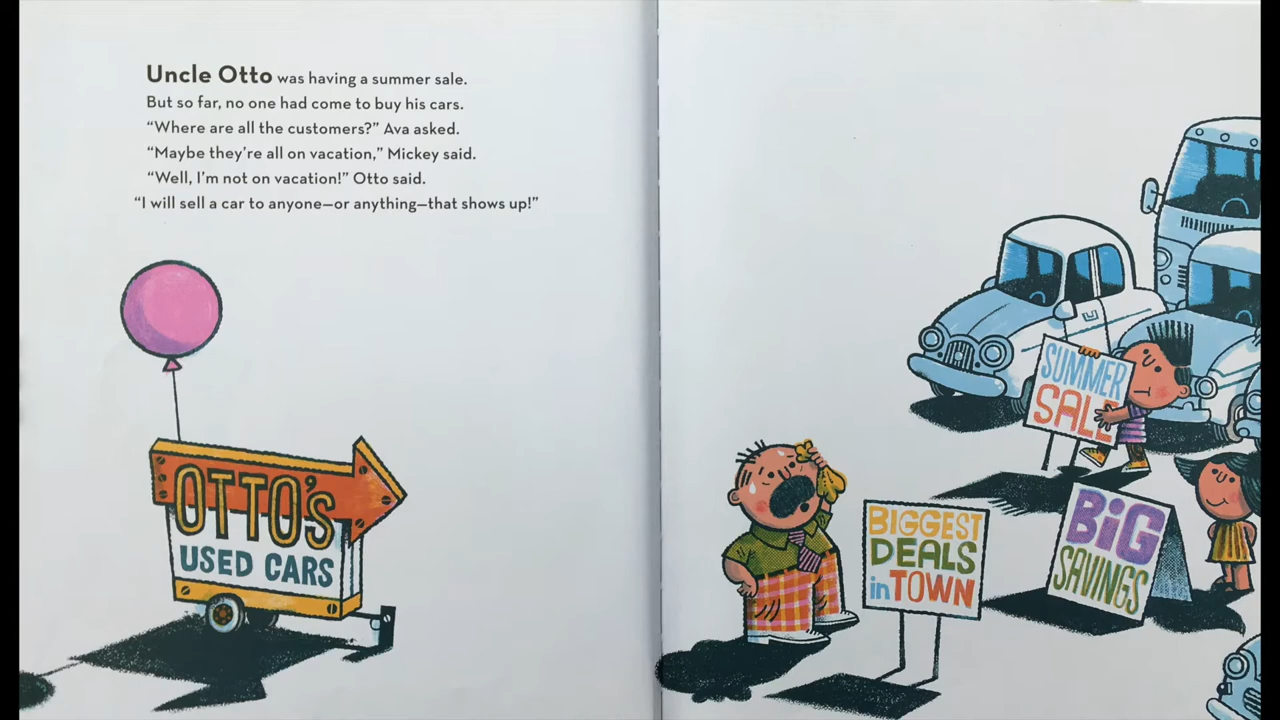 Uncle Otto was having a summer sale.
But so far, no one had come to buy his cars.
“Where are all the customers?” Ava asked.
“Maybe they’re all on vacation,” Mickey said.
“Well, I’m not on vacation!” Otto said.
“I will sell a car to anyone—or anything—that shows up!”
OTTO’S
USED CARS
SUMMER
SALE
BIGGEST
DEALS
in TOWN
BiG
SAVINGS